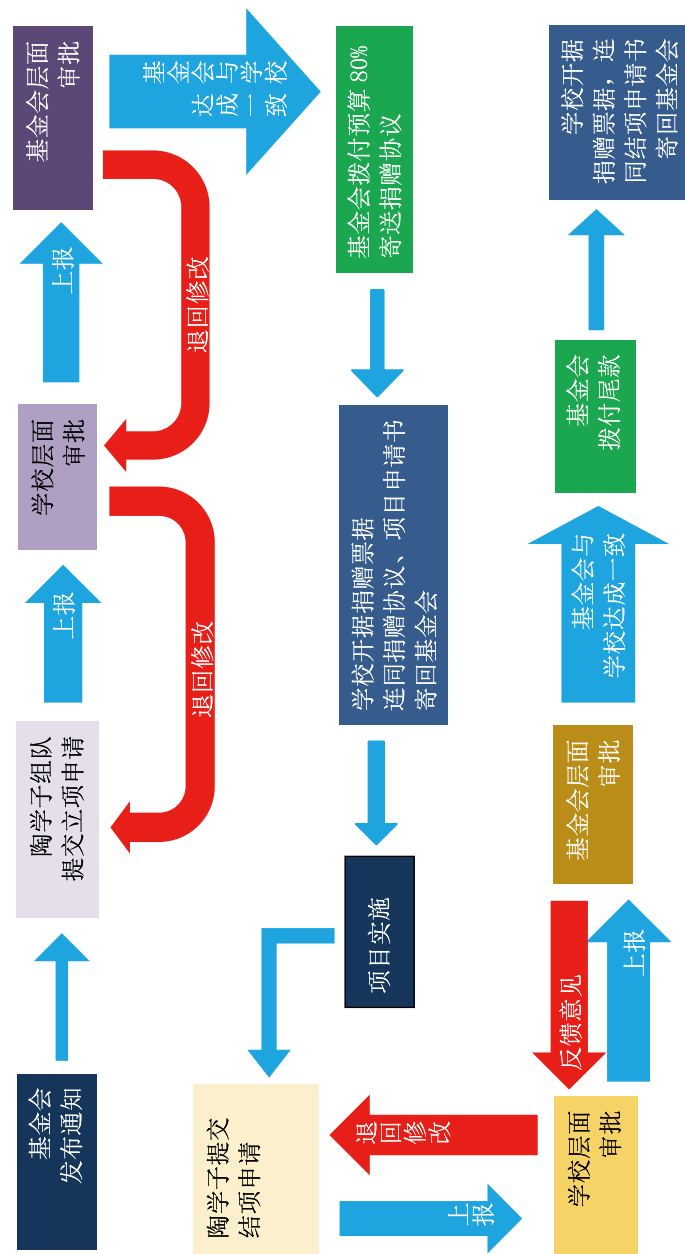 基金会
发布通知
陶学子组队
提交立项申请
上报
学校层面
审批
退回修改
上报
基金会层面
审批
退回修改
基金会与学校
达成一致
基金会拨付预算 80%
寄送捐赠协议
学校开据捐赠票据
连同捐赠协议、项目申请书
寄回基金会
项目实施
陶学子提交
结项申请
上报
退回
修改
学校层面
审批
上报
反馈意见
基金会层面
审批
基金会与
学校达成一致
基金会
拨付尾款
学校开据
捐赠票据，连
同结项申请书
寄回基金会